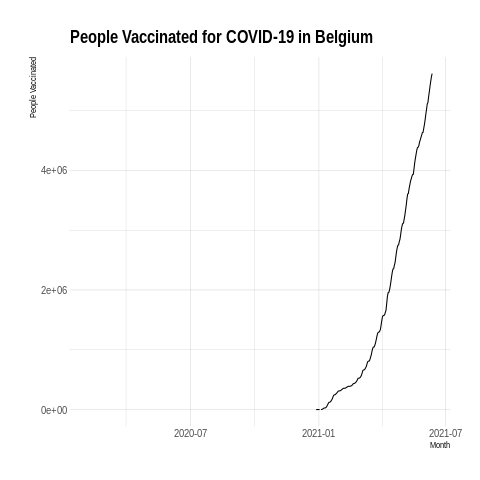 People Vaccinated for COVID-19 in Belgium
People Vaccinated
4e+06
2e+06
0e+00
2020-07
2021-01
2021-07
Month